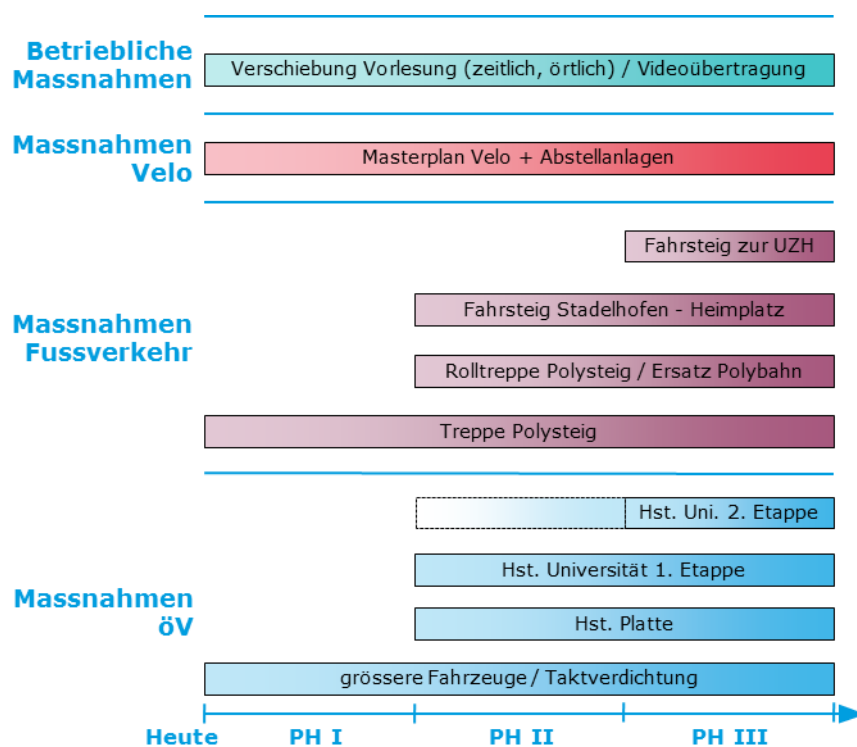 Betriebliche
Massnahmen
Verschiebung Vorlesung (zeitlich, örtlich) / Videoübertragung
Massnahmen
Velo
Masterplan Velo + Abstellanlagen
Massnahmen
Fussverkehr
Fahrsteig zur UZH
Fahrsteig Stadelhofen - Heimplatz
Rolltreppe Polysteig / Ersatz Polybahn
Treppe Polysteig
Massnahmen
öV
Hst. Uni. 2. Etappe
Hst. Universität 1. Etappe
Hst. Platte
grössere Fahrzeuge / Taktverdichtung
Heute PH I PH II PH III